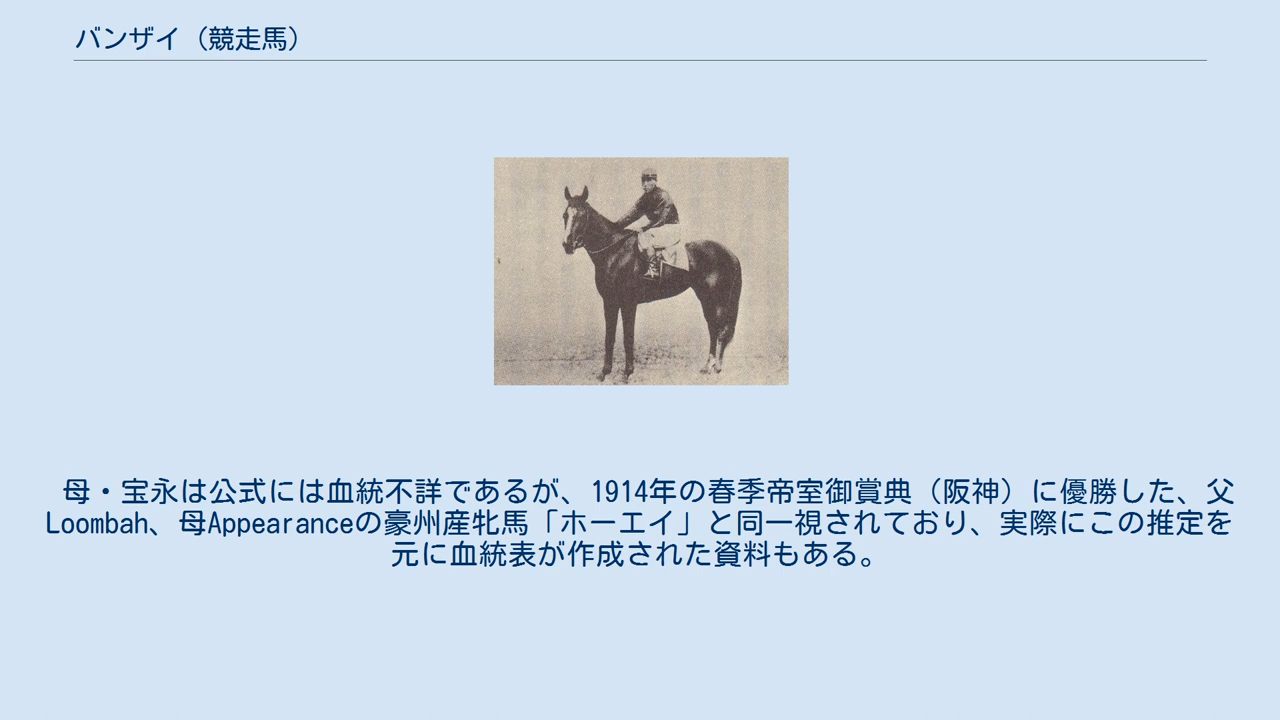 バンザイ（競走馬）
母・宝永は公式には血統不詳であるが、1914年の春季帝室御賞典（阪神）に優勝した、父
Loombah、母Appearanceの豪州産牝馬「ホーエイ」と同一視されており、実際にこの推定を
元に血統表が作成された資料もある。